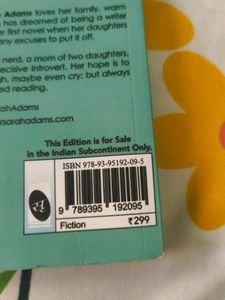 Adams loves her family, warm
has dreamed of being a writer
r first novel when her daughters
any excuses to put it off.
nerd, a mom of two daughters,
ecisive introvert. Her hope is to
gh, maybe even cry: but always
ed reading.
arahAdams
rsarahadams.com
This Edition is for Sale
in the Indian Subcontinent Only.
ISBN 978-93-95192-09-5
9 789395 192095
Fiction ₹299